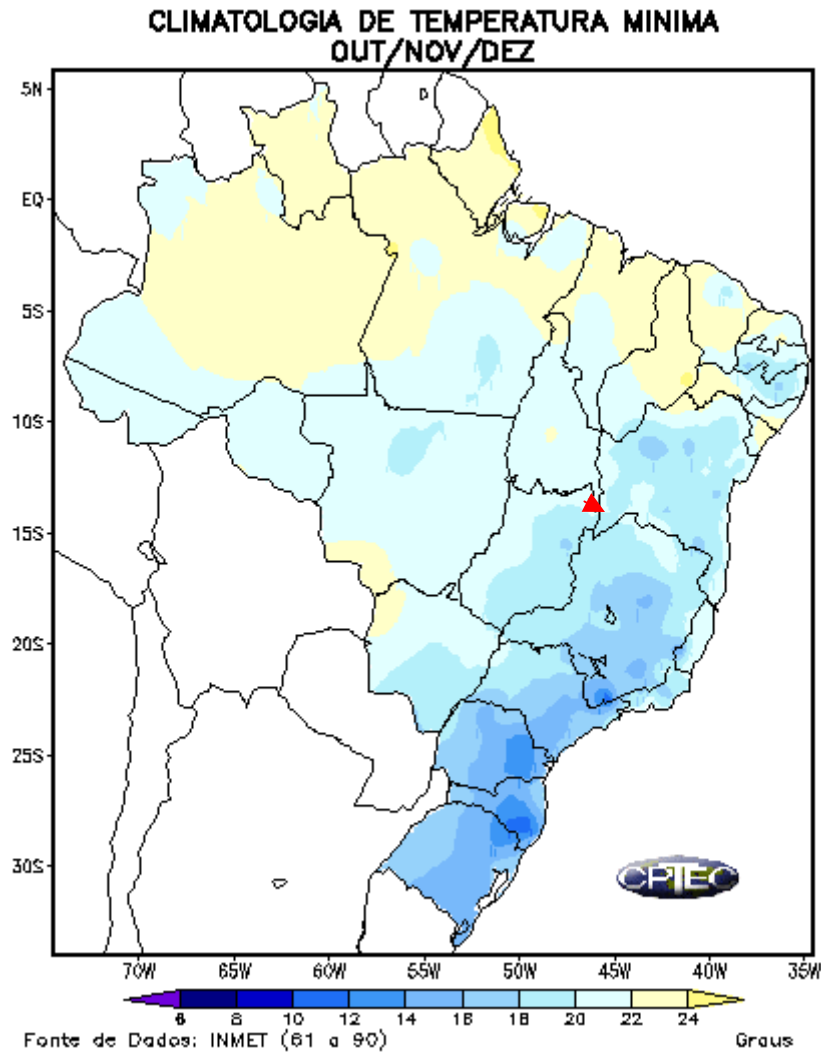 CLIMATOLOGIA DE TEMPERATURA MINIMA
OUT/NOV/DEZ
5N
EQ
5S
10S
15S
20S
25S
30S
CPTEC
70W 65W 60W 55W 50W 45W 40W 35W
6 8 10 12 14 16 18 20 22 24
Fonte de Dados: INMET (61 a 90) Graus